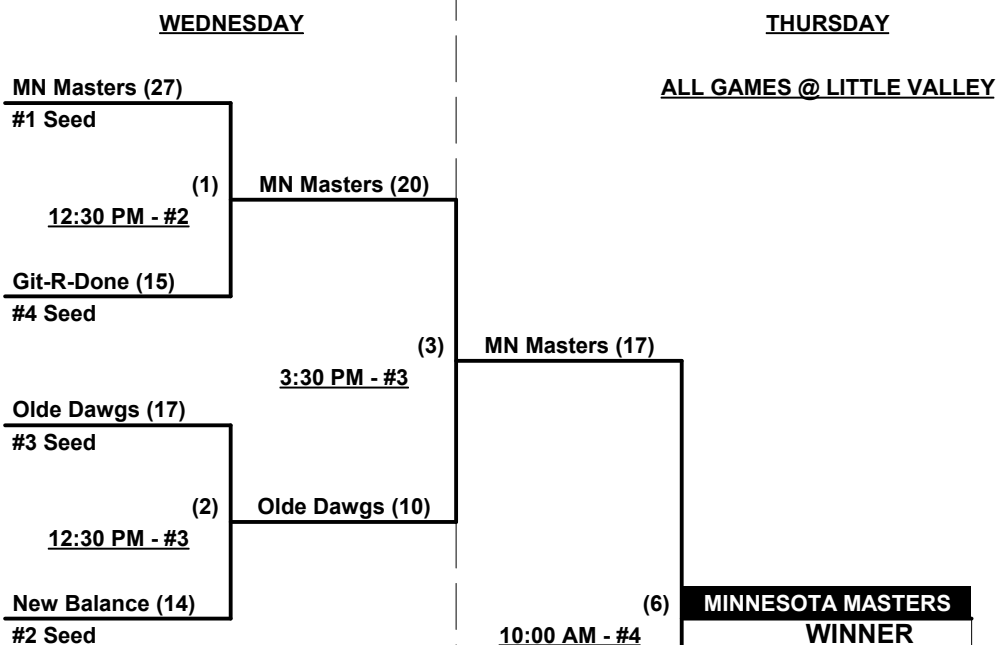 WEDNESDAY
THURSDAY
MN Masters (27)
ALL GAMES @ LITTLE VALLEY
#1 Seed
(1)
MN Masters (20)
12:30 PM - #2
Git-R-Done (15)
#4 Seed
(3)
MN Masters (17)
3:30 PM - #3
Olde Dawgs (17)
#3 Seed
(2)
Olde Dawgs (10)
12:30 PM - #3
New Balance (14)
(6)
MINNESOTA MASTERS
#2 Seed
10:00 AM - #4
WINNER